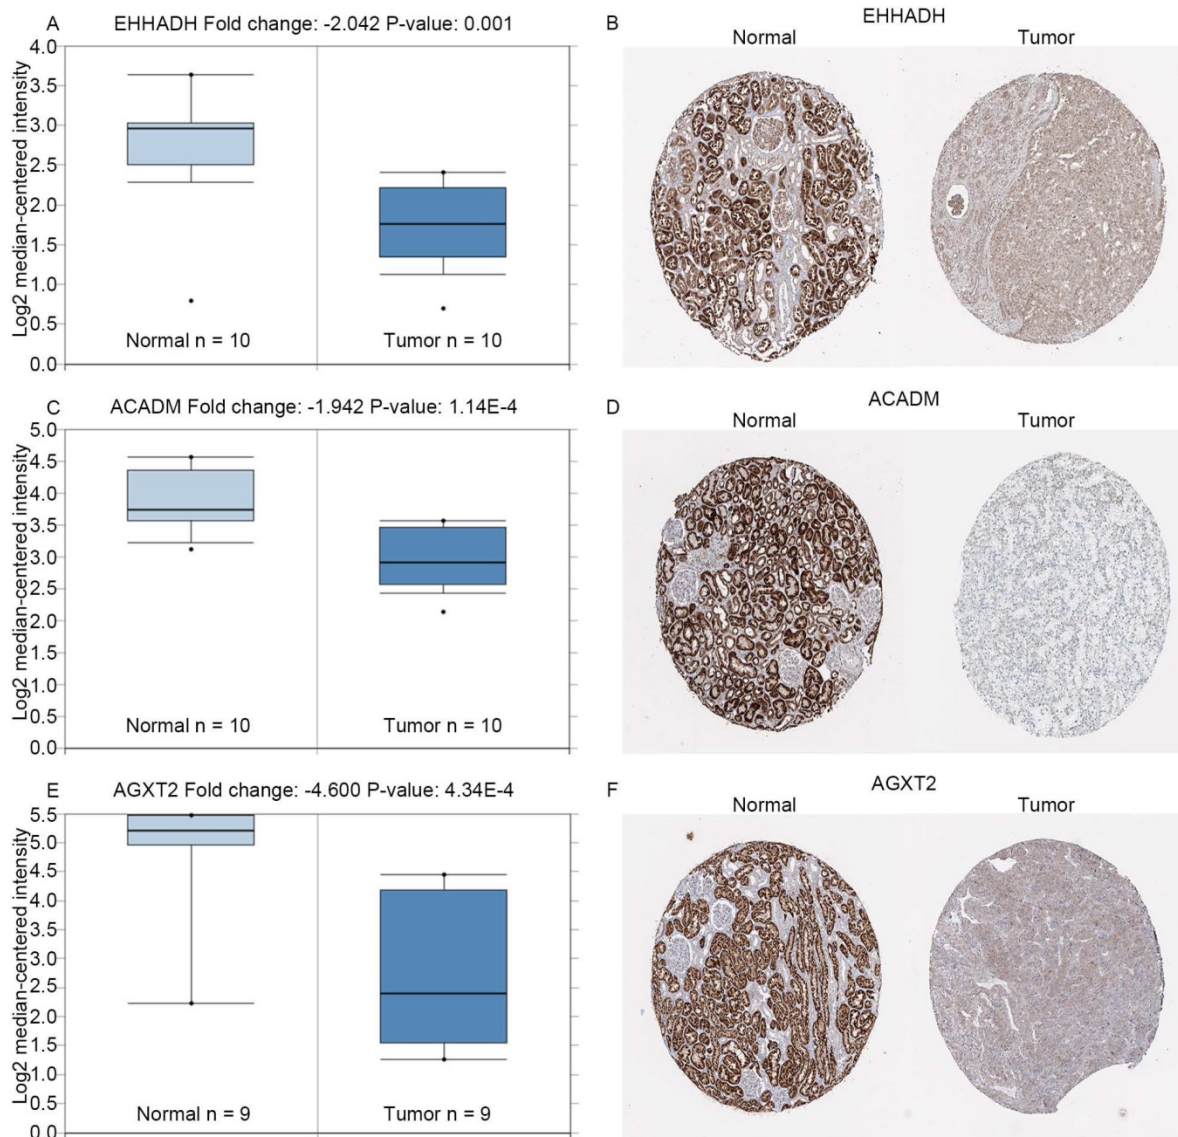 A EHHADH Fold change: -2.042 P-value: 0.001
Log2 median-centered intensity
4.0
3.5
3.0
2.5
2.0
1.5
1.0
0.5
0.0
Normal n = 10 Tumor n = 10
B EHHADH
Normal Tumor
C ACADM Fold change: -1.942 P-value: 1.14E-4
Log2 median-centered intensity
5.0
4.5
4.0
3.5
3.0
2.5
2.0
1.5
1.0
0.5
0.0
Normal n = 10 Tumor n = 10
D ACADM
Normal Tumor
E AGXT2 Fold change: -4.600 P-value: 4.34E-4
Log2 median-centered intensity
5.5
5.0
4.5
4.0
3.5
3.0
2.5
2.0
1.5
1.0
0.5
0.0
Normal n = 9 Tumor n = 9
F AGXT2
Normal Tumor